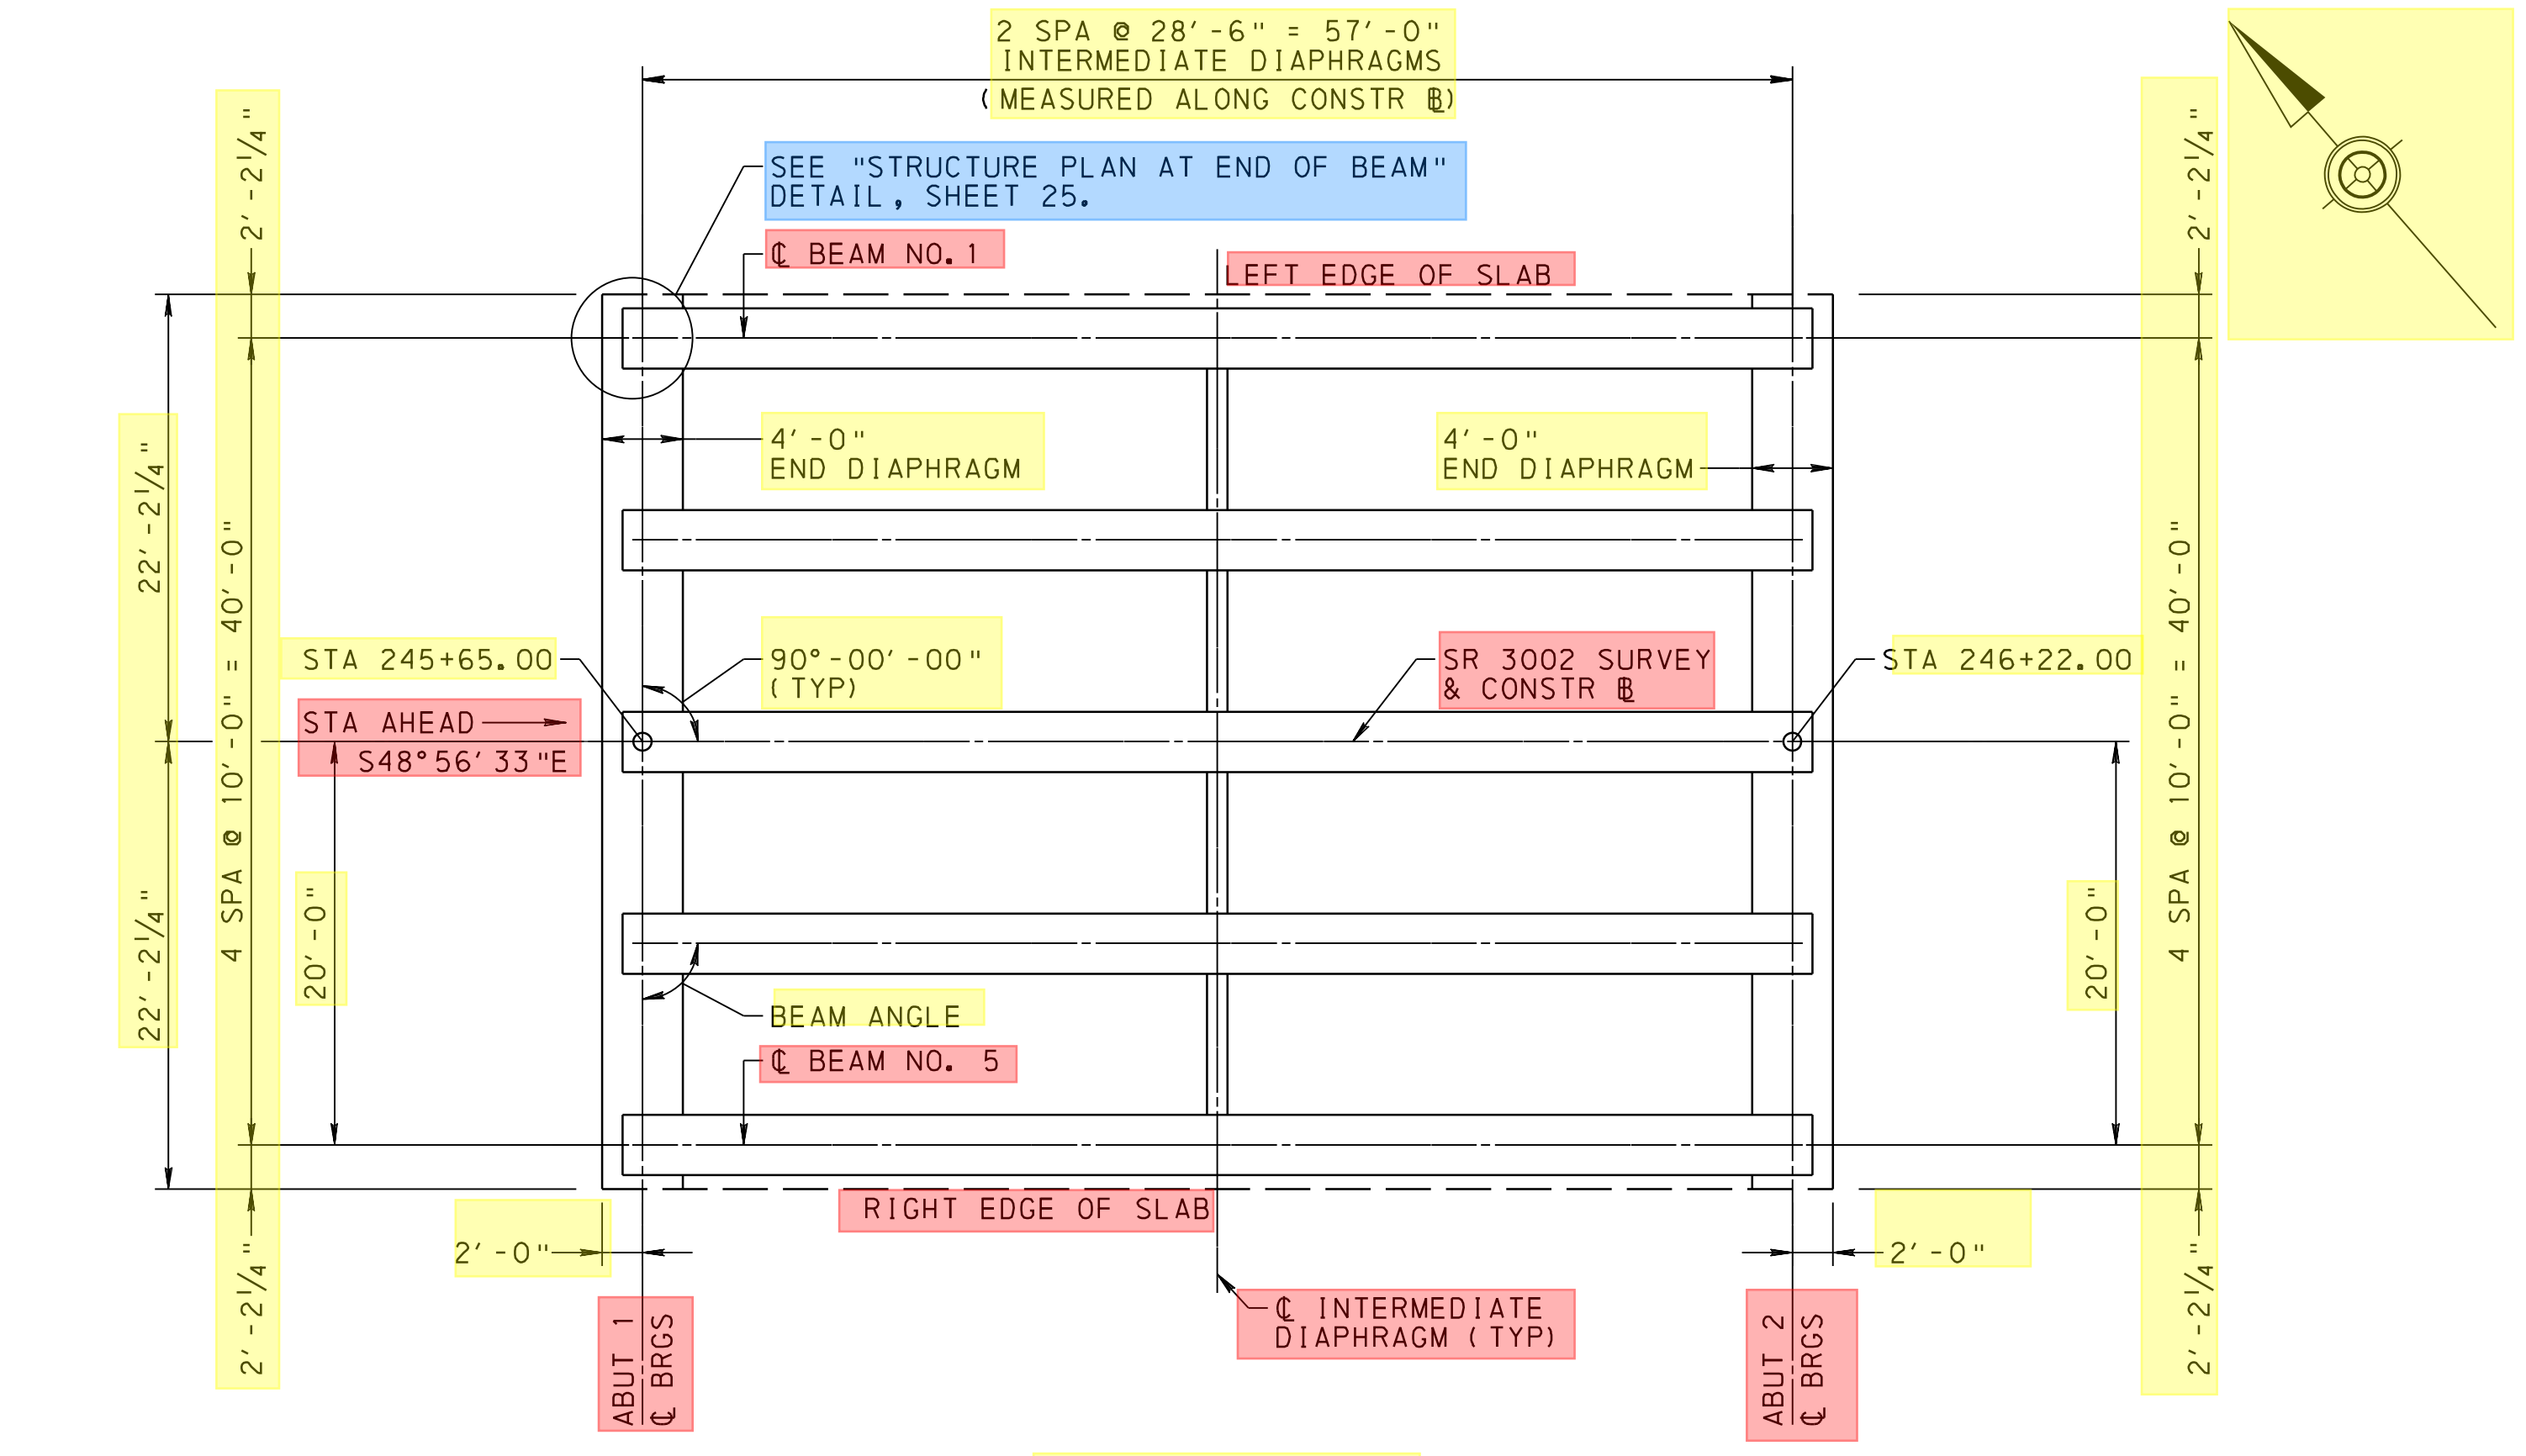 2 SPA @ 28'-6" = 57'-0"
INTERMEDIATE DIAPHRAGMS
(MEASURED ALONG CONSTR BL)
2'-2¼"
2'-2¼"
SEE "STRUCTURE PLAN AT END OF BEAM"
DETAIL, SHEET 25.
℄ BEAM NO. 1
LEFT EDGE OF SLAB
22'-2¼"
4'-0"
END DIAPHRAGM
4'-0"
END DIAPHRAGM
4 SPA @ 10'-0" = 40'-0"
4 SPA @ 10'-0" = 40'-0"
STA 245+65.00
90°-00'-00"
(TYP)
SR 3002 SURVEY
& CONSTR BL
STA 246+22.00
STA AHEAD
S48°56'33"E
22'-2¼"
20'-0"
20'-0"
BEAM ANGLE
℄ BEAM NO. 5
RIGHT EDGE OF SLAB
2'-0"
2'-0"
2'-2¼"
2'-2¼"
ABUT 1
℄ BRGS
℄ INTERMEDIATE
DIAPHRAGM (TYP)
ABUT 2
℄ BRGS